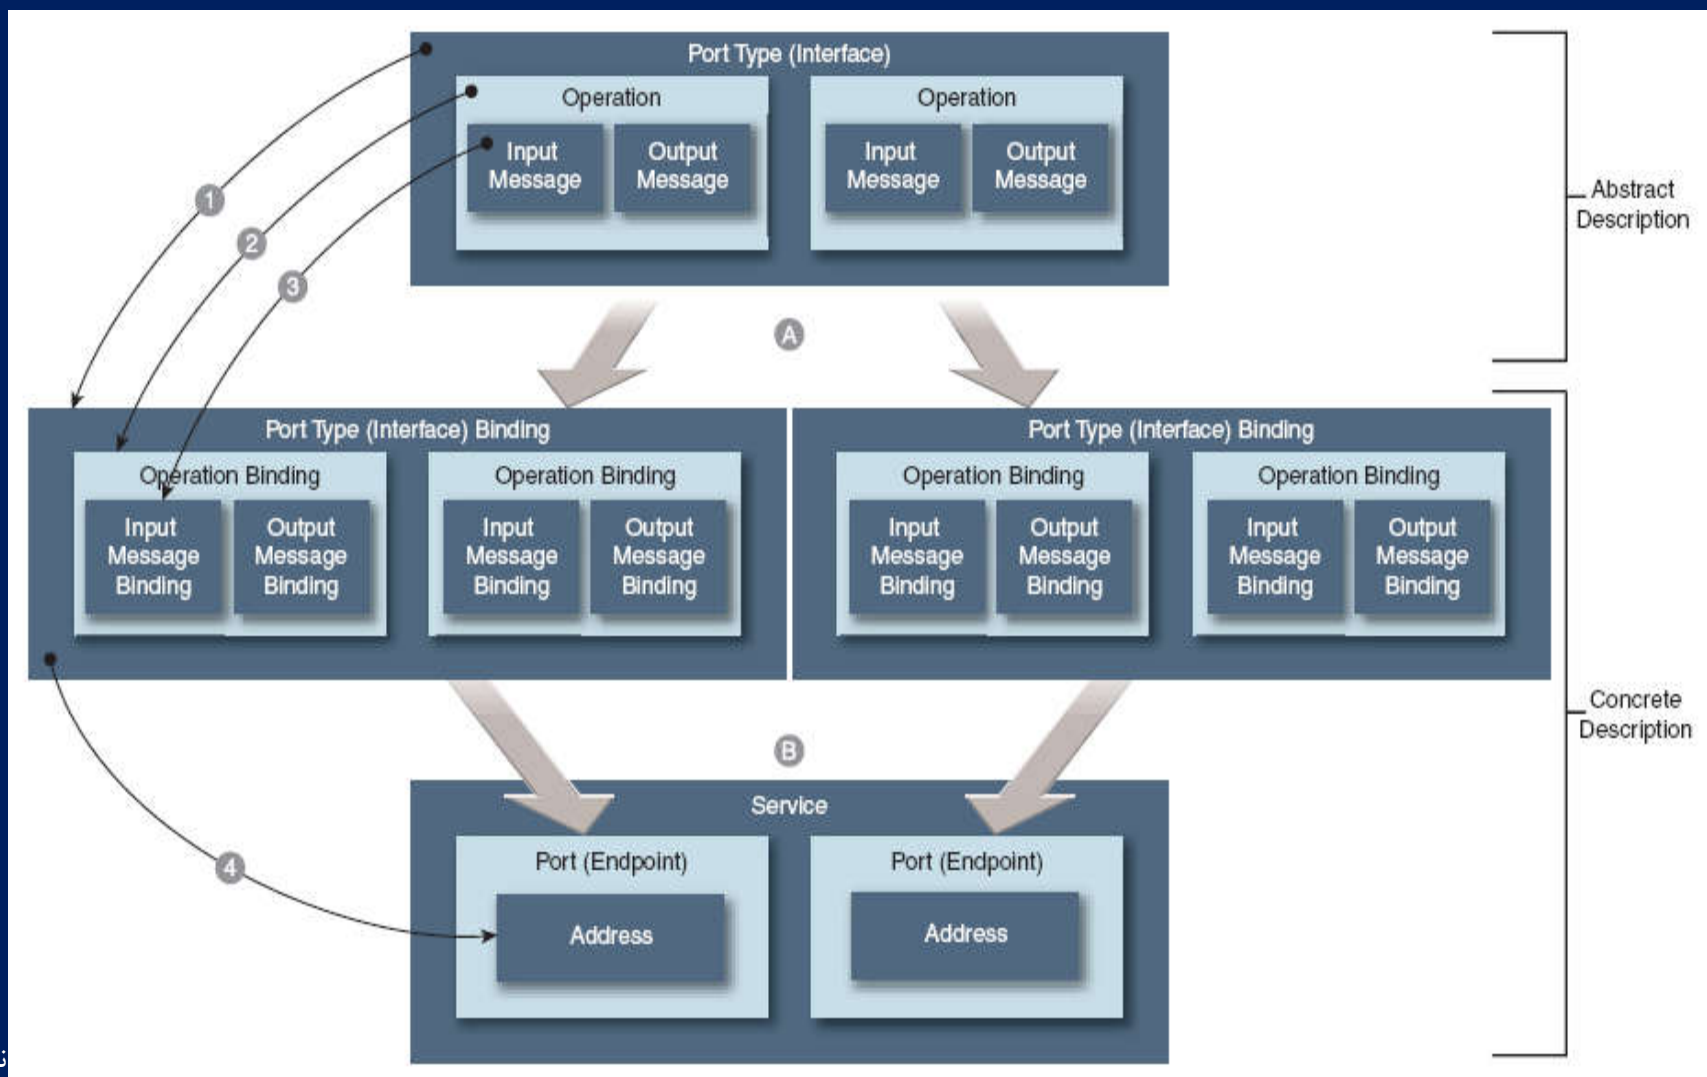 Port Type (Interface)
Operation
Input
Message
Output
Message
Operation
Input
Message
Output
Message
1
2
3
A
Abstract
Description
Port Type (Interface) Binding
Operation Binding
Input
Message
Binding
Output
Message
Binding
Operation Binding
Input
Message
Binding
Output
Message
Binding
Port Type (Interface) Binding
Operation Binding
Input
Message
Binding
Output
Message
Binding
Operation Binding
Input
Message
Binding
Output
Message
Binding
Concrete
Description
B
4
Service
Port (Endpoint)
Address
Port (Endpoint)
Address